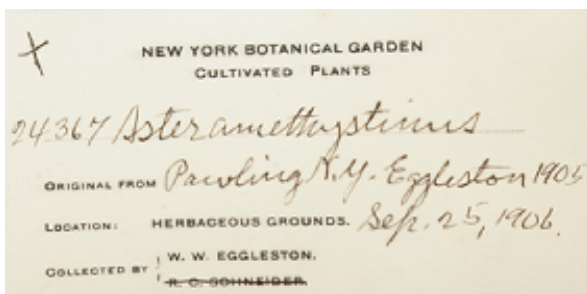 X
NEW YORK BOTANICAL GARDEN
CULTIVATED PLANTS
24367 Aster amethystinus
ORIGINAL FROM Pawling N.Y. Eggleston 1905
LOCATION: HERBACEOUS GROUNDS. Sep. 25, 1906.
COLLECTED BY W. W. EGGLESTON.
R. C. SCHNEIDER.